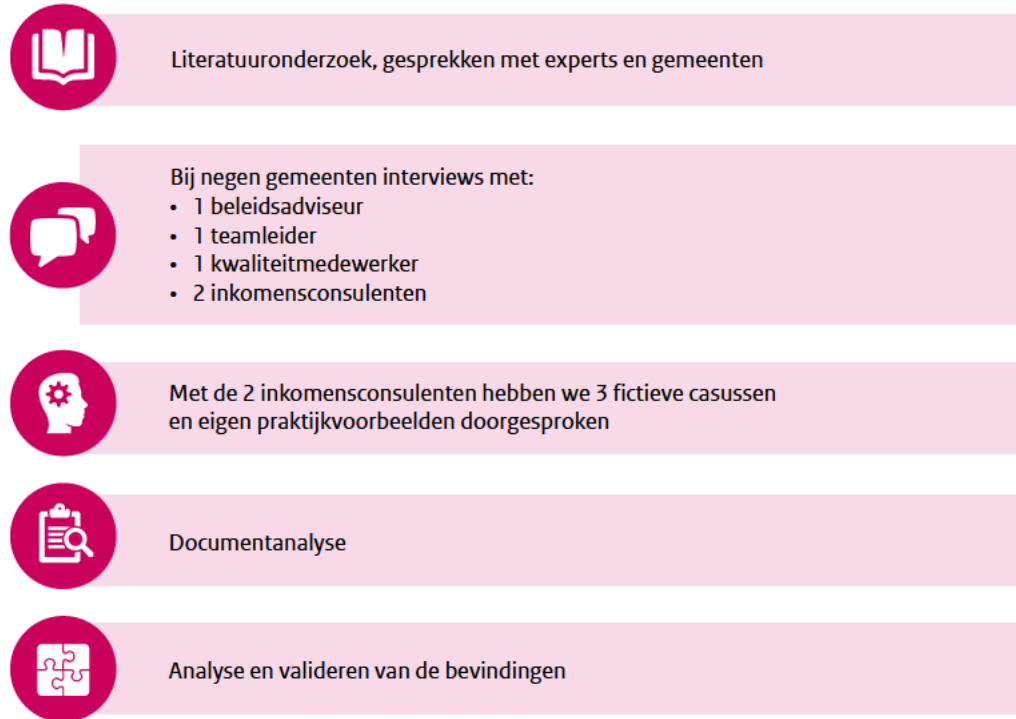 Literatuuronderzoek, gesprekken met experts en gemeenten
Bij negen gemeenten interviews met:
• 1 beleidsadviseur
• 1 teamleider
• 1 kwaliteitmedewerker
• 2 inkomensconsulenten
Met de 2 inkomensconsulenten hebben we 3 fictieve casussen
en eigen praktijkvoorbeelden doorgesproken
Documentanalyse
Analyse en valideren van de bevindingen